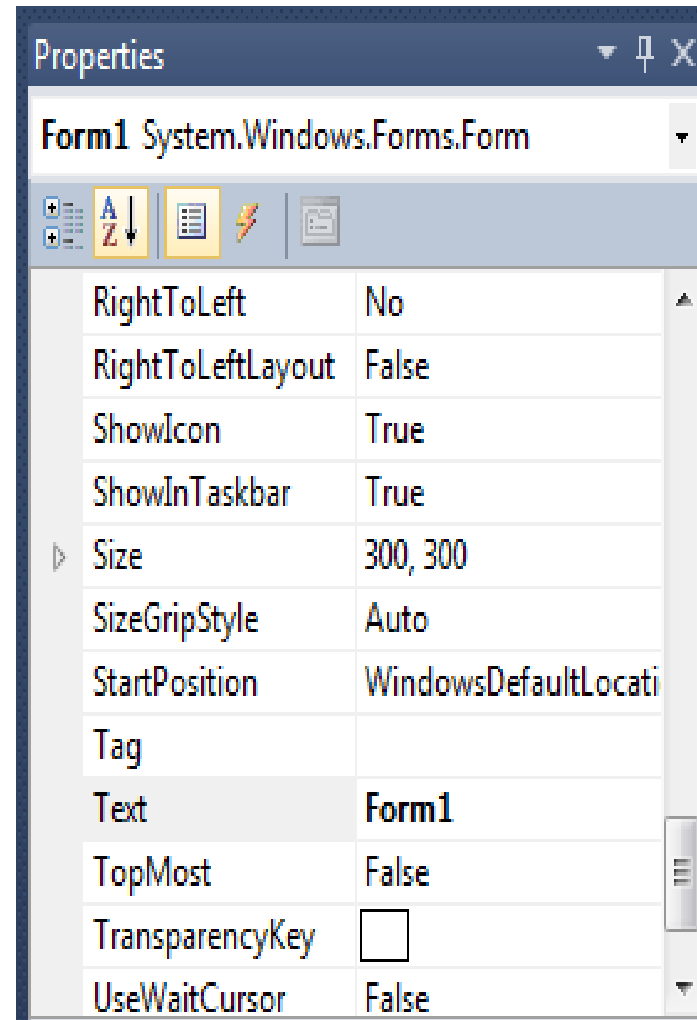 Properties
Form1 System.Windows.Forms.Form
RightToLeft No
RightToLeftLayout False
ShowIcon True
ShowInTaskbar True
Size 300, 300
SizeGripStyle Auto
StartPosition WindowsDefaultLocati
Tag
Text Form1
TopMost False
TransparencyKey
UseWaitCursor False